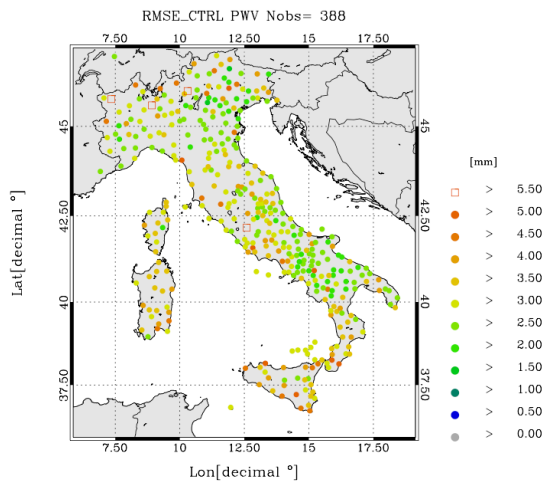 RMSE_CTRL PWV Nobs= 388
7.50 10 12.50 15 17.50
45 45
[mm]
□ > 5.50
> 5.00
42.50 42.50
> 4.50
> 4.00
Lat[decimal °]
> 3.50
> 3.00
40 40
> 2.50
> 2.00
> 1.50
37.50 37.50
> 1.00
> 0.50
> 0.00
7.50 10 12.50 15 17.50
Lon[decimal °]